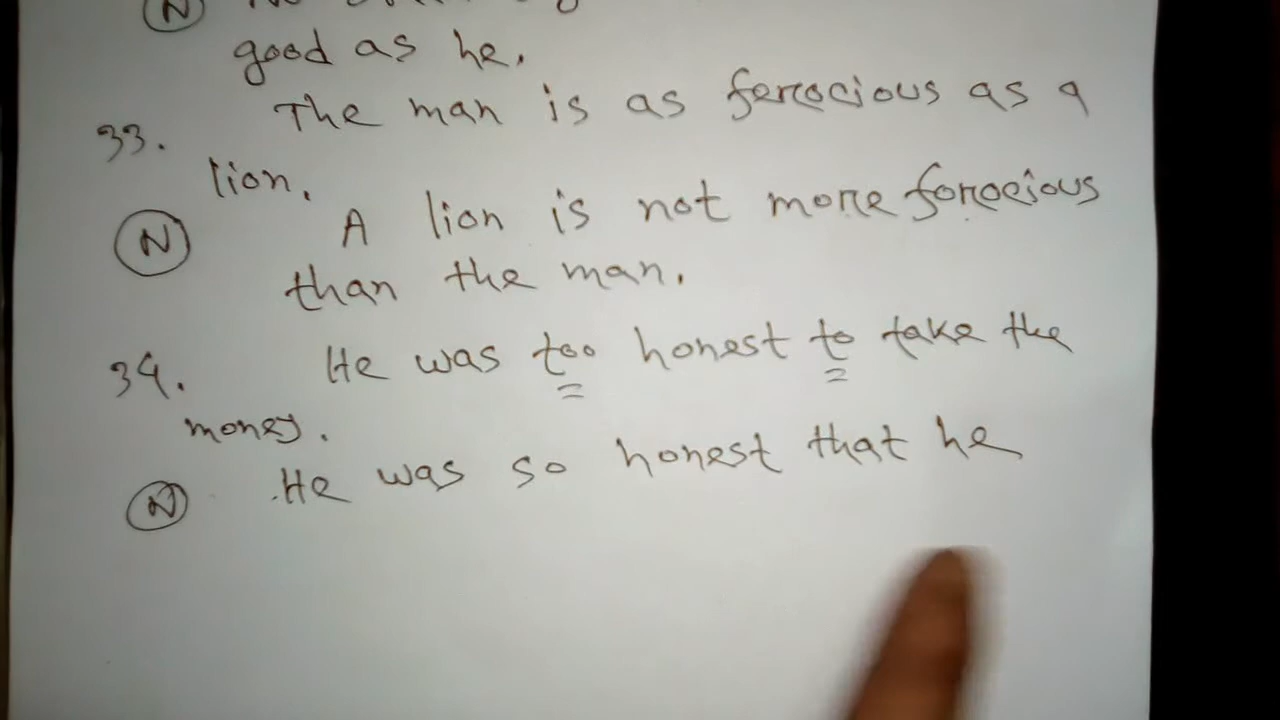 N
good as he.
33. The man is as ferocious as a
lion.
N A lion is not more ferocious
than the man.
34. He was too honest to take the
money.
N He was so honest that he